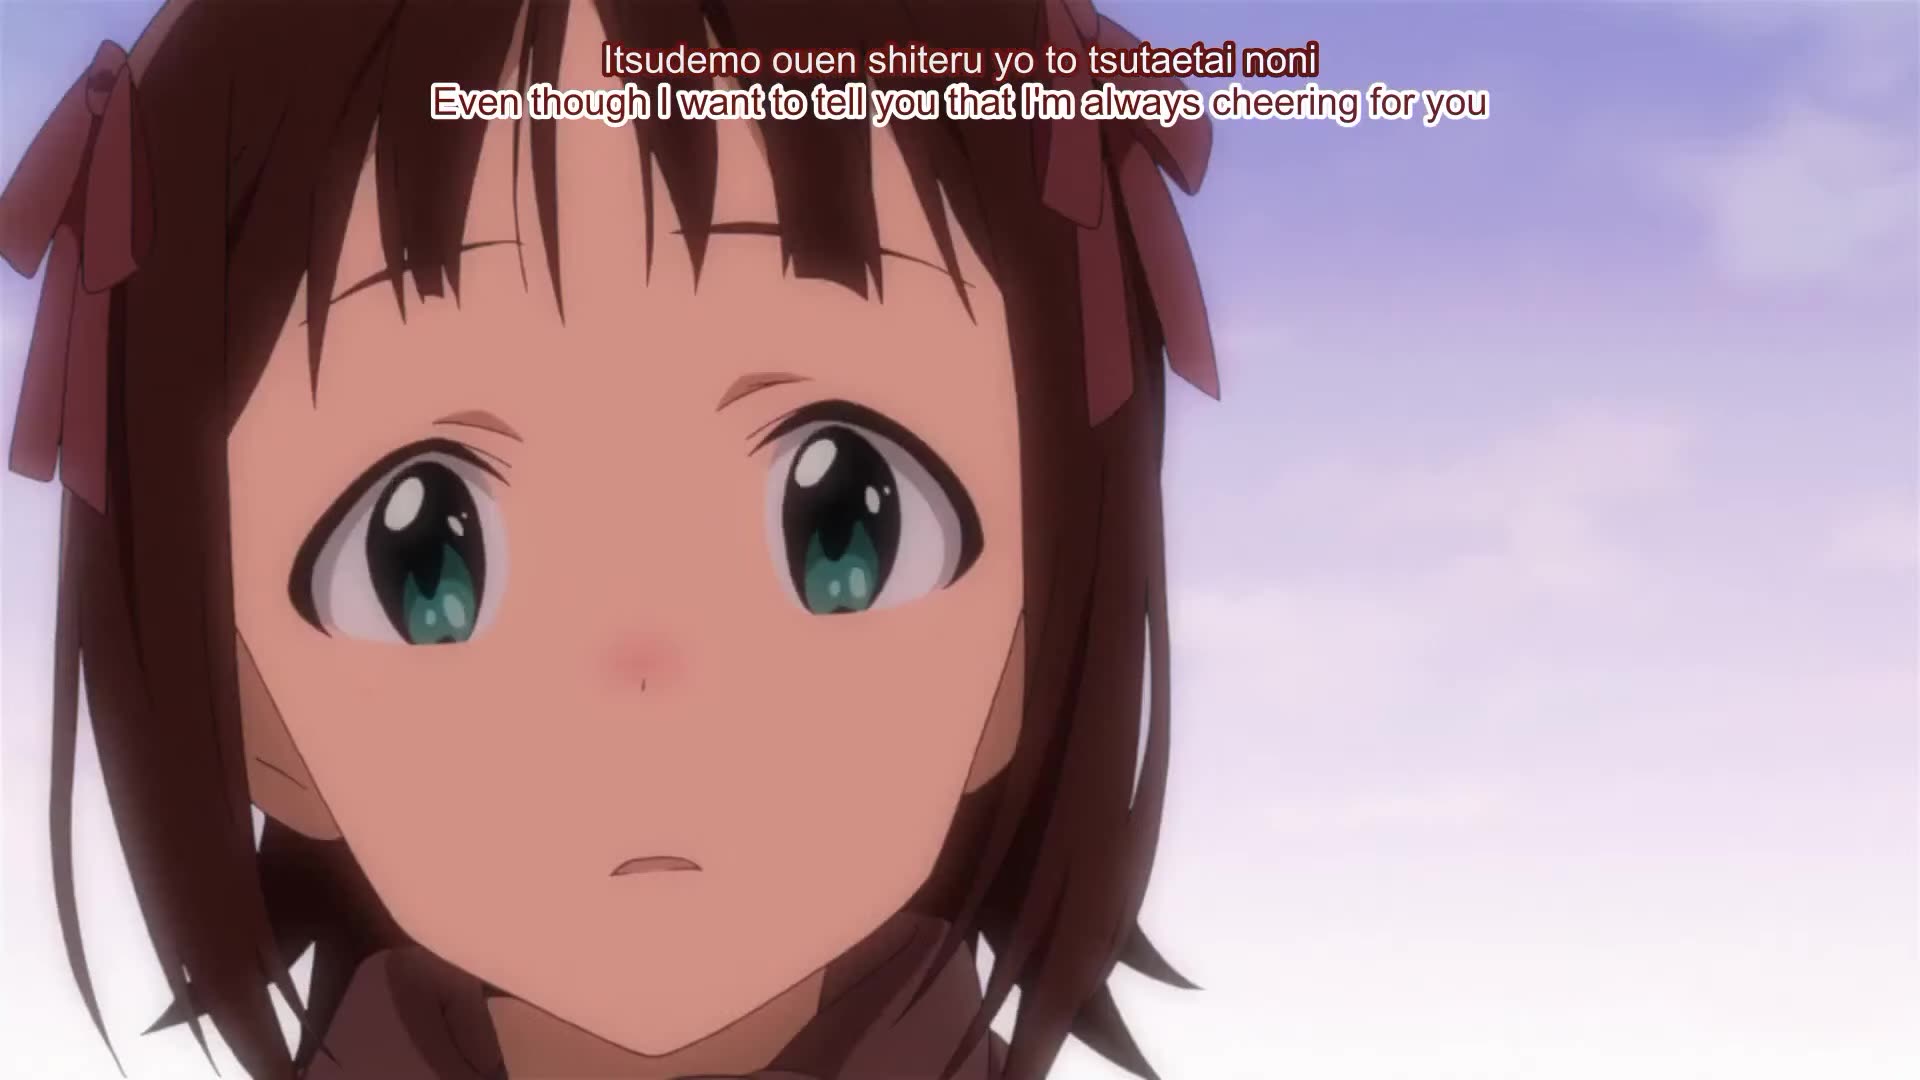 Itsudemo ouen shiteru yo to tsutaetai noni
Even though I want to tell you that I'm always cheering for you